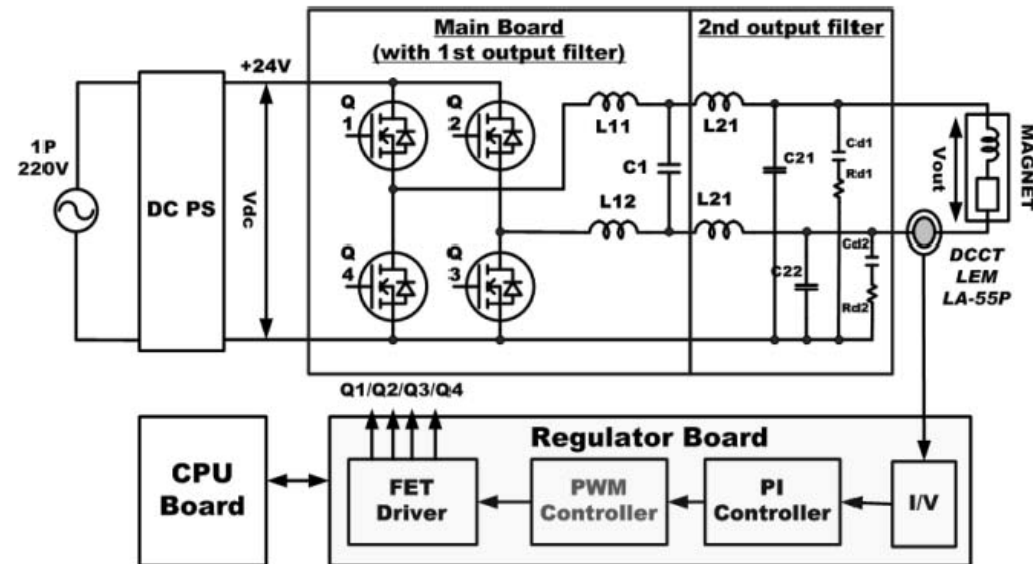 Main Board
(with 1st output filter)
2nd output filter
+24V
1P
220V
DC PS
Vdc
Q
1
Q
2
Q
4
Q
3
L11
C1
L12
L21
L21
C21
Cd1
Rd1
C22
Cd2
Rd2
Vout
MAGNET
DCCT
LEM
LA-55P
Q1/Q2/Q3/Q4
CPU
Board
Regulator Board
FET
Driver
PWM
Controller
PI
Controller
I/V